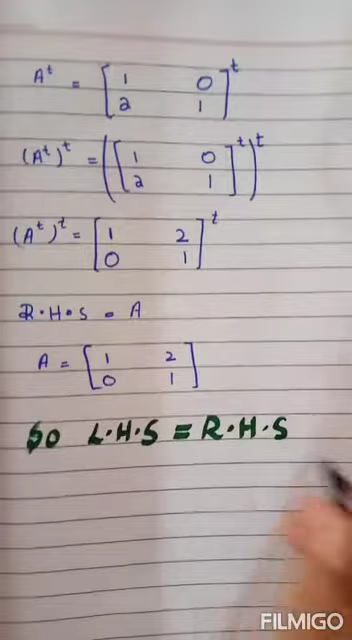 A^t = [1 0; 2 1]^t
(A^t)^t = ([1 0; 2 1]^t)^t
(A^t)^t = [1 2; 0 1]^t
R.H.S = A
A = [1 2; 0 1]
So L.H.S = R.H.S
FILMIGO